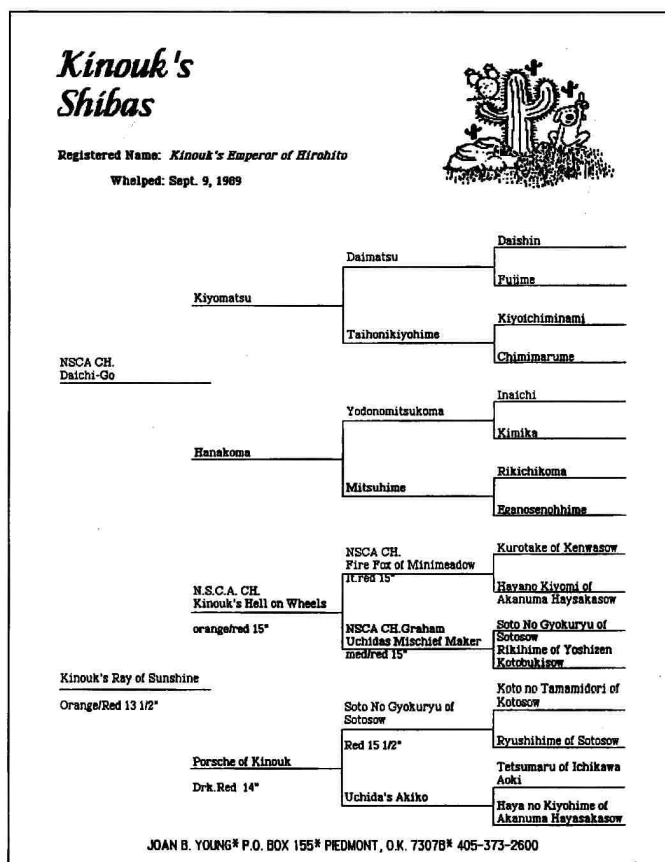 Kinouk's
Shibas
Registered Name: Kinouk's Emperor of Hirohito
Whelped: Sept. 9, 1989
Daishin
Daimatsu
Fujime
Kiyomatsu
Kiyoichiminami
Taihonikiyohime
Chimimarume
NSCA CH.
Daichi-Go
Inaichi
Yodonomitsukoma
Kimika
Hanakoma
Rikichikoma
Mitsuhime
Eganosenohhime
NSCA CH.
Fire Fox of Minimeadow
lt.red 15"
Kurotake of Kenwasow
Hayano Kiyomi of
Akanuma Haysakasow
N.S.C.A. CH.
Kinouk's Hell on Wheels
orange/red 15"
NSCA CH.Graham
Uchidas Mischief Maker
med/red 15"
Soto No Gyokuryu of
Sotosow
Rikihime of Yoshizen
Kotobukisow
Kinouk's Ray of Sunshine
Orange/Red 13 1/2"
Koto no Tamamidori of
Kotosow
Soto No Gyokuryu of
Sotosow
Red 15 1/2"
Ryushihime of Sotosow
Porsche of Kinouk
Drk.Red 14"
Tetsumaru of Ichikawa
Aoki
Uchida's Akiko
Haya no Kiyohime of
Akanuma Hayasakasow
JOAN B. YOUNG* P.O. BOX 155* PIEDMONT, O.K. 73078* 405-373-2600